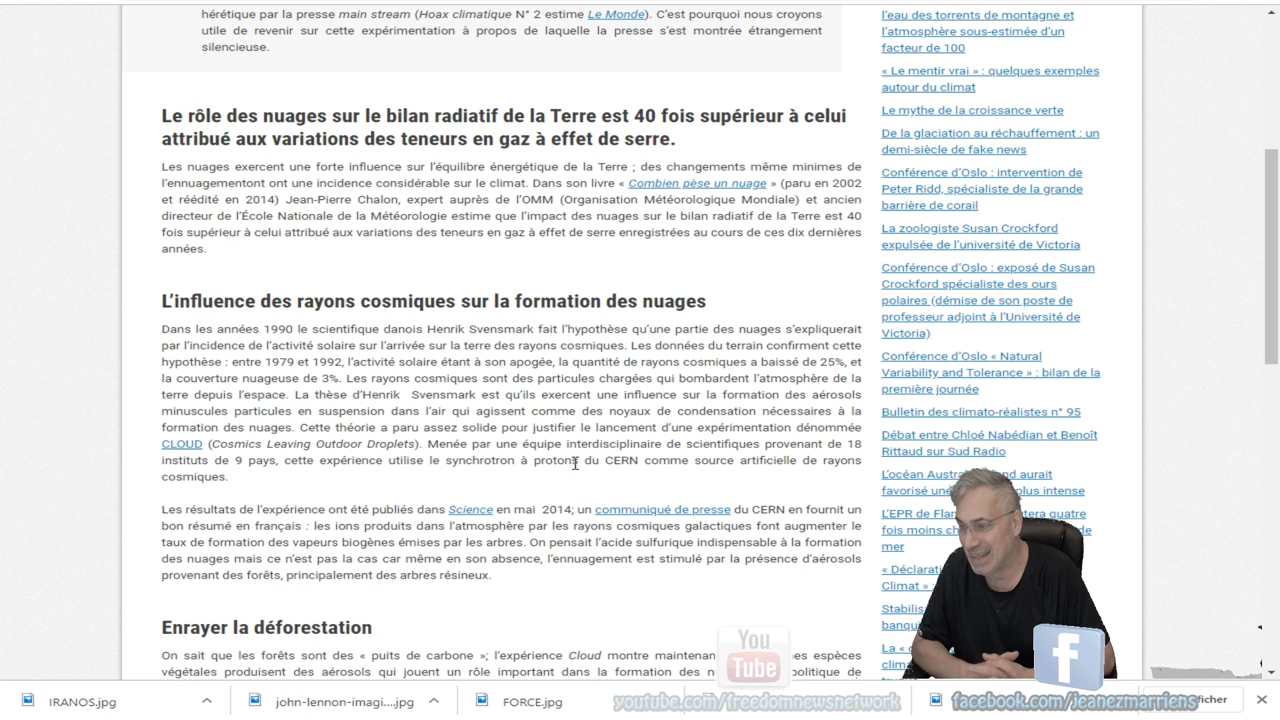 hérétique par la presse main stream (Hoax climatique N° 2 estime Le Monde). C’est pourquoi nous croyons
utile de revenir sur cette expérimentation à propos de laquelle la presse s’est montrée étrangement
silencieuse.
Le rôle des nuages sur le bilan radiatif de la Terre est 40 fois supérieur à celui
attribué aux variations des teneurs en gaz à effet de serre.
Les nuages exercent une forte influence sur l’équilibre énergétique de la Terre ; des changements même minimes de
l’ennuagementont ont une incidence considérable sur le climat. Dans son livre « Combien pèse un nuage » (paru en 2002
et réédité en 2014) Jean-Pierre Chalon, expert auprès de l’OMM (Organisation Météorologique Mondiale) et ancien
directeur de l’École Nationale de la Météorologie estime que l’impact des nuages sur le bilan radiatif de la Terre est 40
fois supérieur à celui attribué aux variations des teneurs en gaz à effet de serre enregistrées au cours de ces dix dernières
années.
L’influence des rayons cosmiques sur la formation des nuages
Dans les années 1990 le scientifique danois Henrik Svensmark fait l’hypothèse qu’une partie des nuages s’expliquerait
par l’incidence de l’activité solaire sur l’arrivée sur la terre des rayons cosmiques. Les données du terrain confirment cette
hypothèse : entre 1979 et 1992, l’activité solaire étant à son apogée, la quantité de rayons cosmiques a baissé de 25%, et
la couverture nuageuse de 3%. Les rayons cosmiques sont des particules chargées qui bombardent l’atmosphère de la
terre depuis l’espace. La thèse d’Henrik Svensmark est qu’ils exercent une influence sur la formation des aérosols
minuscules particules en suspension dans l’air qui agissent comme des noyaux de condensation nécessaires à la
formation des nuages. Cette théorie a paru assez solide pour justifier le lancement d’une expérimentation dénommée
CLOUD (Cosmics Leaving Outdoor Droplets). Menée par une équipe interdisciplinaire de scientifiques provenant de 18
instituts de 9 pays, cette expérience utilise le synchrotron à protons du CERN comme source artificielle de rayons
cosmiques.
Les résultats de l’expérience ont été publiés dans Science en mai 2014; un communiqué de presse du CERN en fournit un
bon résumé en français : les ions produits dans l’atmosphère par les rayons cosmiques galactiques font augmenter le
taux de formation des vapeurs biogènes émises par les arbres. On pensait l’acide sulfurique indispensable à la formation
des nuages mais ce n’est pas la cas car même en son absence, l’ennuagement est stimulé par la présence d’aérosols
provenant des forêts, principalement des arbres résineux.
Enrayer la déforestation
On sait que les forêts sont des « puits de carbone »; l’expérience Cloud montre maintenant es espèces
végétales produisent des aérosols qui jouent un rôle important dans la formation des politique de
l’eau des torrents de montagne et
l’atmosphère sous-estimée d’un
facteur de 100
« Le mentir vrai » : quelques exemples
autour du climat
Le mythe de la croissance verte
De la glaciation au réchauffement : un
demi-siècle de fake news
Conférence d’Oslo : intervention de
Peter Ridd, spécialiste de la grande
barrière de corail
La zoologiste Susan Crockford
expulsée de l’université de Victoria
Conférence d’Oslo : exposé de Susan
Crockford spécialiste des ours
polaires (démise de son poste de
professeur adjoint à l’Université de
Victoria)
Conférence d’Oslo « Natural
Variability and Tolerance » : bilan de la
première journée
Bulletin des climato-réalistes n° 95
Débat entre Chloé Nabédian et Benoît
Rittaud sur Sud Radio
L’océan Austral aurait
favorisé plus intense
L’EPR de quatre
fois moins de
mer
« Déclarat
Climat » :
Stabilis
banqu
La «
clim
You
Tube
f
IRANOS.jpg
john-lennon-imagi....jpg
FORCE.jpg
youtube.com/freedomnewsnetwork
facebook.com/jeanezmarriens
ficher